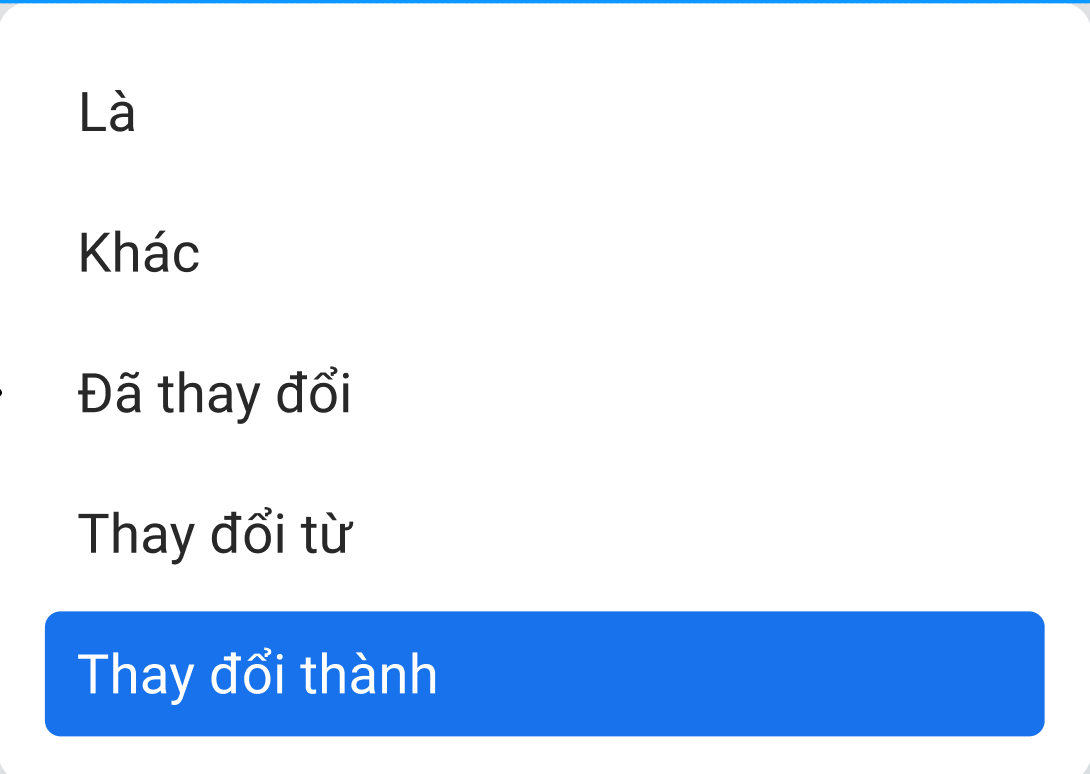 Là
Khác
Đã thay đổi
Thay đổi từ
Thay đổi thành